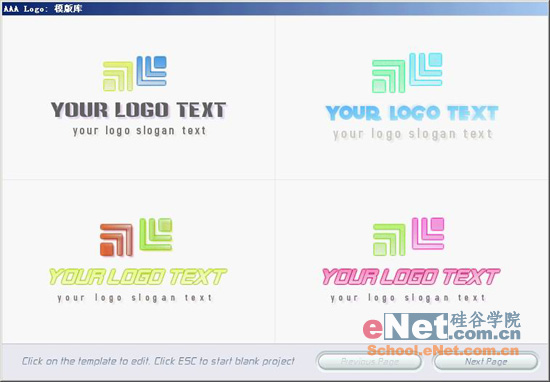 AAA Logo: 模版库
YOUR LOGO TEXT
your logo slogan text
YOUR LOGO TEXT
your logo slogan text
YOUR LOGO TEXT
your logo slogan text
YOUR LOGO TEXT
your logo slogan text
eNet 硅谷学院
.com.cn
School.eNet.com.cn
Click on the template to edit. Click ESC to start blank project
Previous Page
Next Page